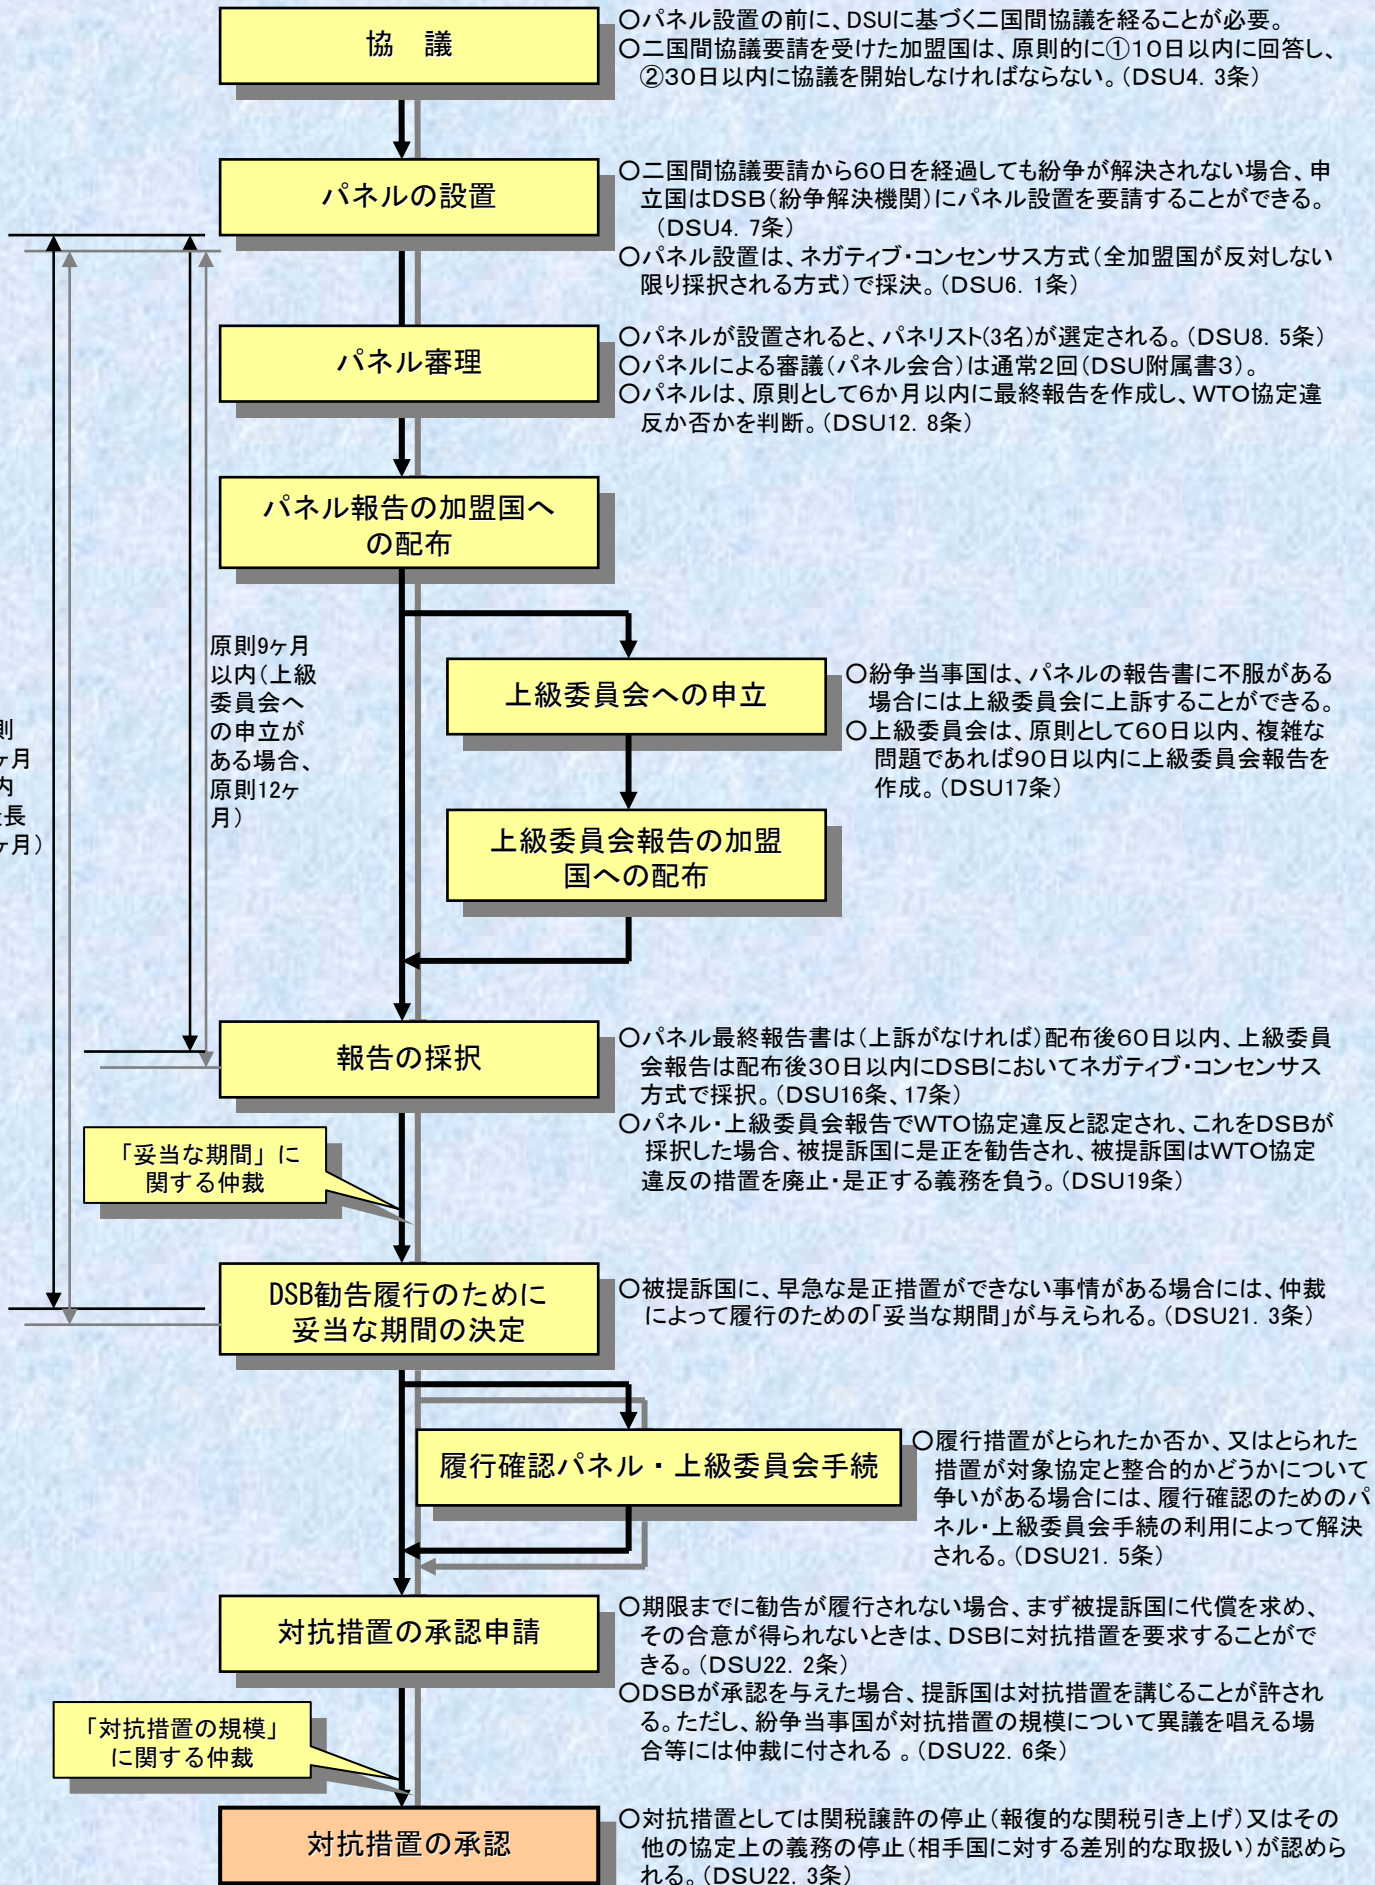 協　議
〇パネル設置の前に、DSUに基づく二国間協議を経ることが必要。
〇二国間協議要請を受けた加盟国は、原則的に①10日以内に回答し、
②30日以内に協議を開始しなければならない。(DSU4．3条)
パネルの設置
〇二国間協議要請から60日を経過しても紛争が解決されない場合、申
立国はDSB(紛争解決機関)にパネル設置を要請することができる。
(DSU4．7条)
〇パネル設置は、ネガティブ・コンセンサス方式(全加盟国が反対しない
限り採択される方式)で採決。(DSU6．1条)
パネル審理
〇パネルが設置されると、パネリスト(3名)が選定される。(DSU8．5条)
〇パネルによる審議(パネル会合)は通常2回(DSU附属書3)。
〇パネルは、原則として6か月以内に最終報告を作成し、WTO協定違
反か否かを判断。(DSU12．8条)
パネル報告の加盟国へ
の配布
原則9ヶ月
以内(上級
委員会へ
の申立が
ある場合、
原則12ヶ
月)
則
ヶ月
内
長
ヶ月)
上級委員会への申立
〇紛争当事国は、パネルの報告書に不服がある
場合には上級委員会に上訴することができる。
〇上級委員会は、原則として60日以内、複雑な
問題であれば90日以内に上級委員会報告を
作成。(DSU17条)
上級委員会報告の加盟
国への配布
報告の採択
〇パネル最終報告書は(上訴がなければ)配布後60日以内、上級委員
会報告は配布後30日以内にDSBにおいてネガティブ・コンセンサス
方式で採択。(DSU16条、17条)
〇パネル・上級委員会報告でWTO協定違反と認定され、これをDSBが
採択した場合、被提訴国に是正を勧告され、被提訴国はWTO協定
違反の措置を廃止・是正する義務を負う。(DSU19条)
「妥当な期間」に
関する仲裁
DSB勧告履行のために
妥当な期間の決定
〇被提訴国に、早急な是正措置ができない事情がある場合には、仲裁
によって履行のための「妥当な期間」が与えられる。(DSU21．3条)
履行確認パネル・上級委員会手続
〇履行措置がとられたか否か、又はとられた
措置が対象協定と整合的かどうかについて
争いがある場合には、履行確認のためのパ
ネル・上級委員会手続の利用によって解決
される。(DSU21．5条)
対抗措置の承認申請
〇期限までに勧告が履行されない場合、まず被提訴国に代償を求め、
その合意が得られないときは、DSBに対抗措置を要求することがで
きる。(DSU22．2条)
〇DSBが承認を与えた場合、提訴国は対抗措置を講じることが許され
る。ただし、紛争当事国が対抗措置の規模について異議を唱える場
合等には仲裁に付される 。(DSU22．6条)
「対抗措置の規模」
に関する仲裁
対抗措置の承認
〇対抗措置としては関税譲許の停止(報復的な関税引き上げ)又はその
他の協定上の義務の停止(相手国に対する差別的な取扱い)が認めら
れる。(DSU22．3条)